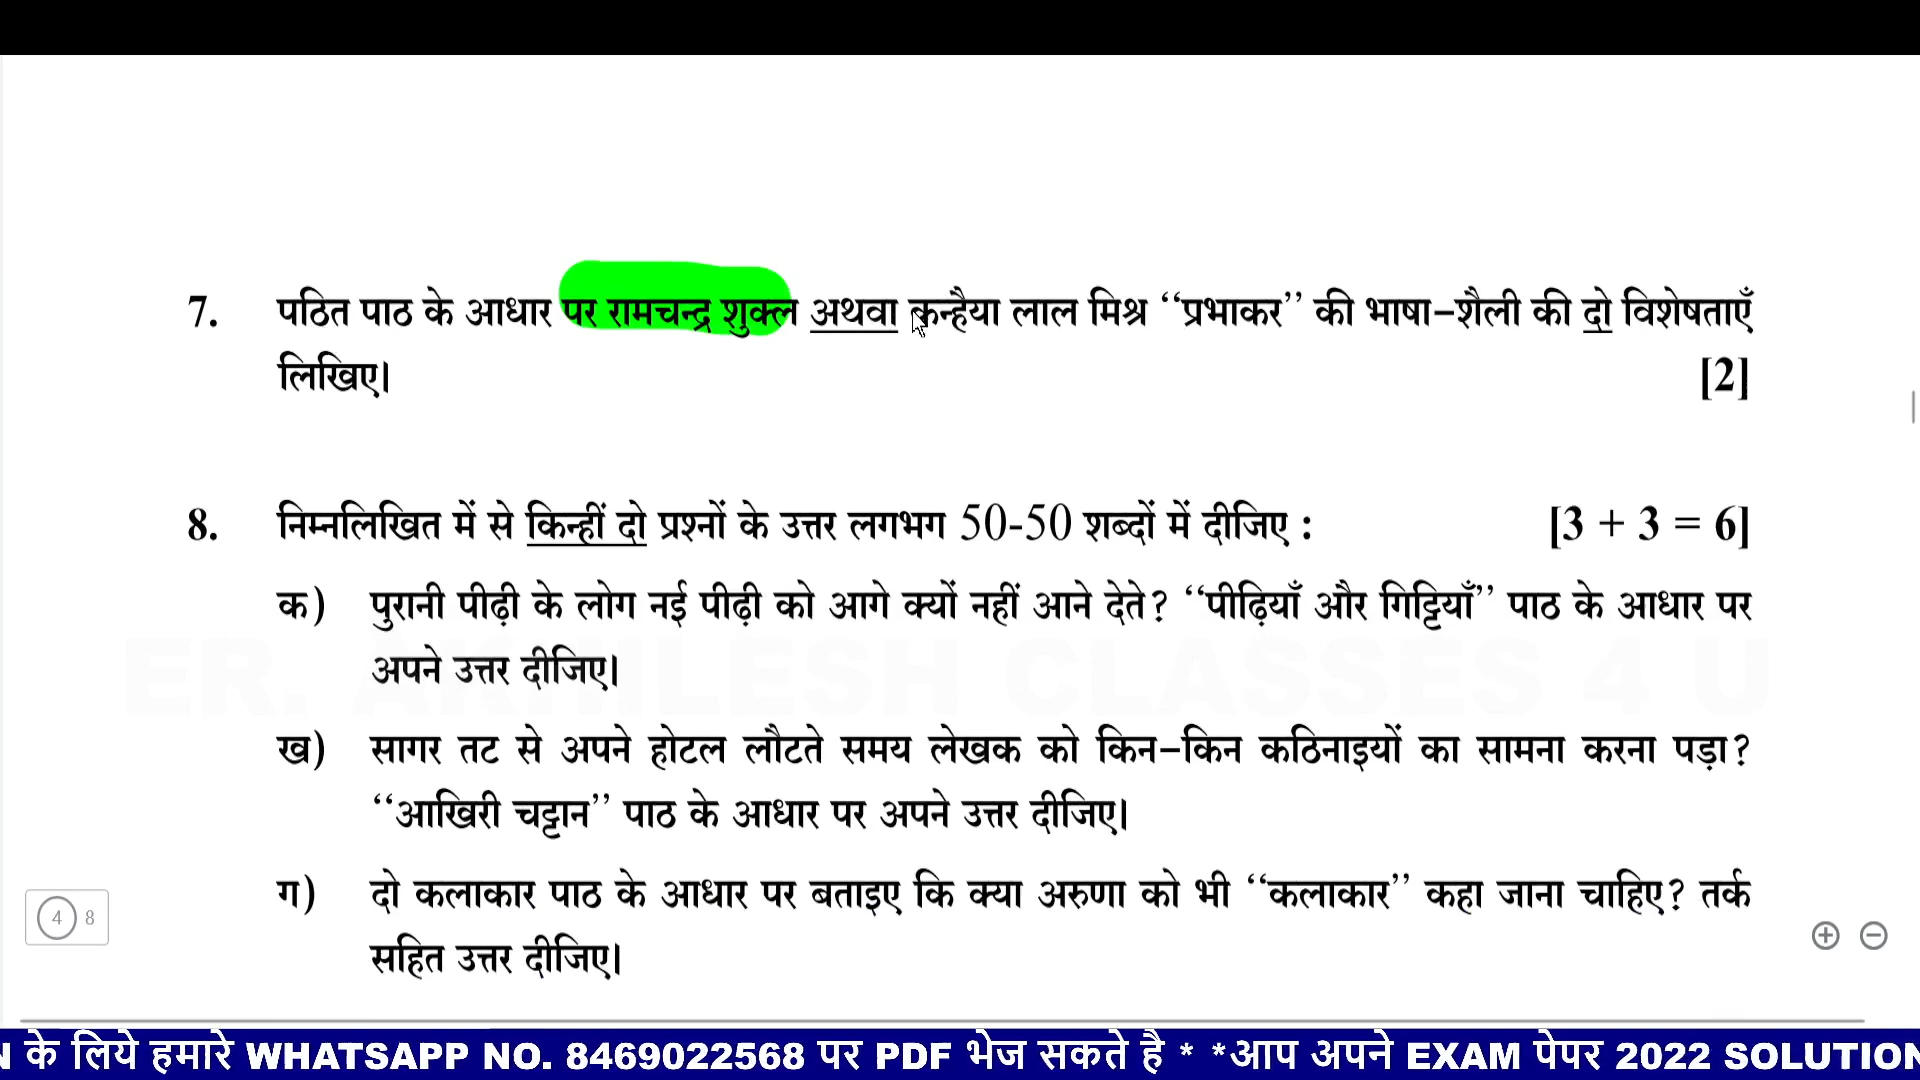 7. पठित पाठ के आधार पर रामचन्द्र शुक्ल अथवा कन्हैया लाल मिश्र ‘‘प्रभाकर’’ की भाषा–शैली की दो विशेषताएँ
लिखिए। [2]
8. निम्नलिखित में से किन्हीं दो प्रश्नों के उत्तर लगभग 50-50 शब्दों में दीजिए : [3 + 3 = 6]
क) पुरानी पीढ़ी के लोग नई पीढ़ी को आगे क्यों नहीं आने देते? ‘‘पीढ़ियाँ और गिट्टियाँ’’ पाठ के आधार पर
अपने उत्तर दीजिए।
ER. AKHILESH CLASSES 4 U
ख) सागर तट से अपने होटल लौटते समय लेखक को किन–किन कठिनाइयों का सामना करना पड़ा?
‘‘आखिरी चट्टान’’ पाठ के आधार पर अपने उत्तर दीजिए।
ग) दो कलाकार पाठ के आधार पर बताइए कि क्या अरुणा को भी ‘‘कलाकार’’ कहा जाना चाहिए? तर्क
सहित उत्तर दीजिए।
4 8
N के लिये हमारे WHATSAPP NO. 8469022568 पर PDF भेज सकते है * *आप अपने EXAM पेपर 2022 SOLUTION